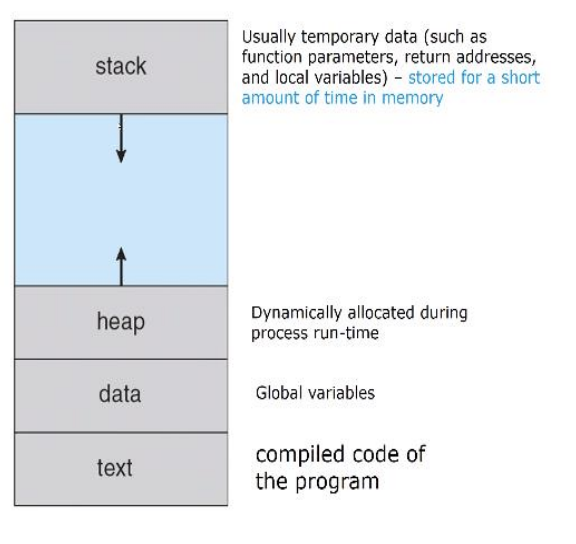 stack
Usually temporary data (such as
function parameters, return addresses,
and local variables) – stored for a short
amount of time in memory
heap
Dynamically allocated during
process run-time
data
Global variables
text
compiled code of
the program